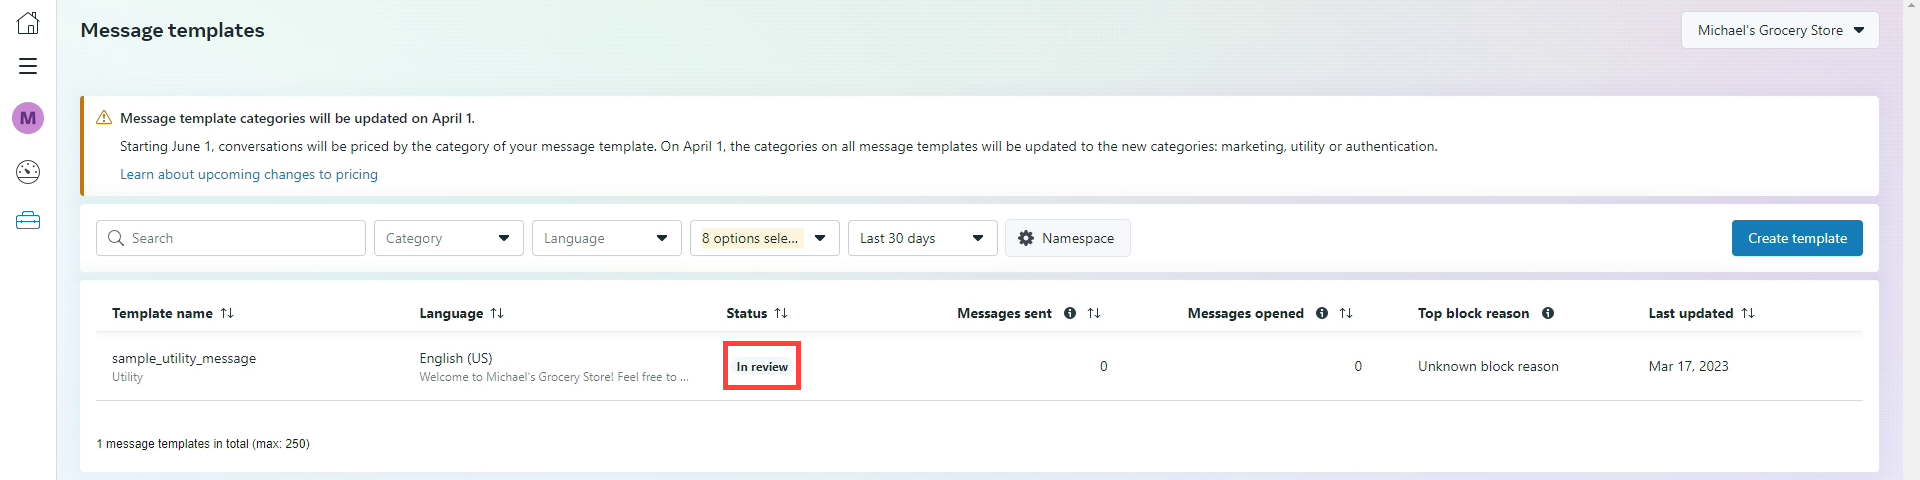 Message templates
Michael's Grocery Store
M
Message template categories will be updated on April 1.
Starting June 1, conversations will be priced by the category of your message template. On April 1, the categories on all message templates will be updated to the new categories: marketing, utility or authentication.
Learn about upcoming changes to pricing
Search Category Language 8 options sele... Last 30 days Namespace Create template
Template name Language Status Messages sent Messages opened Top block reason Last updated
sample_utility_message English (US) In review 0 0 Unknown block reason Mar 17, 2023
Utility Welcome to Michael's Grocery Store! Feel free to ...
1 message templates in total (max: 250)